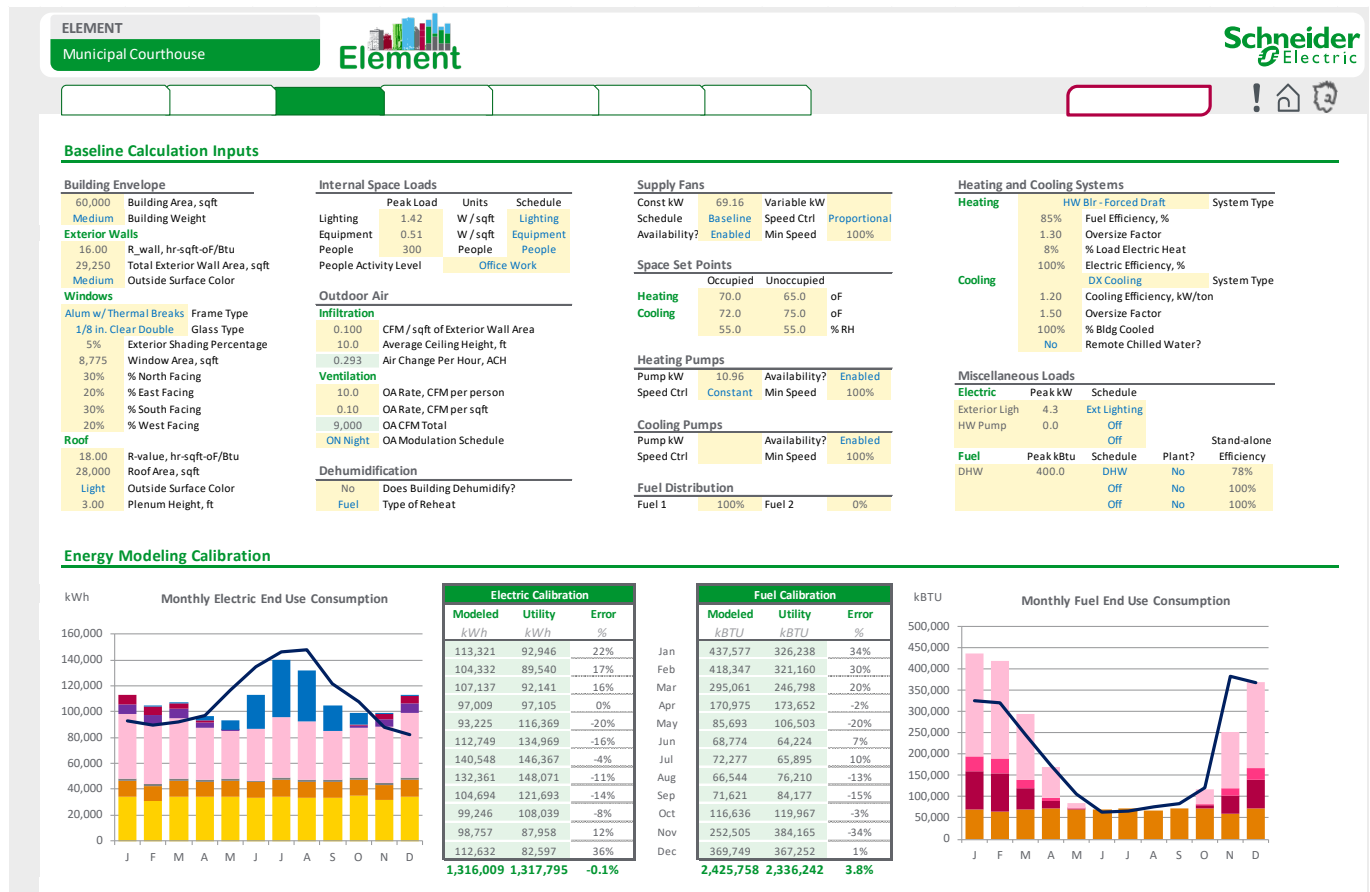 ELEMENT
Municipal Courthouse
Element
Schneider
Electric
Baseline Calculation Inputs
Building Envelope
60,000 Building Area, sqft
Medium Building Weight
Exterior Walls
16.00 R_wall, hr-sqft-oF/Btu
29,250 Total Exterior Wall Area, sqft
Medium Outside Surface Color
Windows
Alum w/ Thermal Breaks Frame Type
1/8 in. Clear Double Glass Type
5% Exterior Shading Percentage
8,775 Window Area, sqft
30% % North Facing
20% % East Facing
30% % South Facing
20% % West Facing
Roof
18.00 R-value, hr-sqft-oF/Btu
28,000 Roof Area, sqft
Light Outside Surface Color
3.00 Plenum Height, ft
Internal Space Loads
Peak Load Units Schedule
Lighting 1.42 W / sqft Lighting
Equipment 0.51 W / sqft Equipment
People 300 People People
People Activity Level Office Work
Outdoor Air
Infiltration
0.100 CFM / sqft of Exterior Wall Area
10.0 Average Ceiling Height, ft
0.293 Air Change Per Hour, ACH
Ventilation
10.0 OA Rate, CFM per person
0.10 OA Rate, CFM per sqft
9,000 OA CFM Total
ON Night OA Modulation Schedule
Dehumidification
No Does Building Dehumidify?
Fuel Type of Reheat
Supply Fans
Const kW 69.16 Variable kW
Schedule Baseline Speed Ctrl Proportional
Availability? Enabled Min Speed 100%
Space Set Points
Occupied Unoccupied
Heating 70.0 65.0 oF
Cooling 72.0 75.0 oF
55.0 55.0 % RH
Heating Pumps
Pump kW 10.96 Availability? Enabled
Speed Ctrl Constant Min Speed 100%
Cooling Pumps
Pump kW Availability? Enabled
Speed Ctrl Min Speed 100%
Fuel Distribution
Fuel 1 100% Fuel 2 0%
Heating and Cooling Systems
Heating HW Blr - Forced Draft System Type
85% Fuel Efficiency, %
1.30 Oversize Factor
8% % Load Electric Heat
100% Electric Efficiency, %
Cooling DX Cooling System Type
1.20 Cooling Efficiency, kW/ton
1.50 Oversize Factor
100% % Bldg Cooled
No Remote Chilled Water?
Miscellaneous Loads
Electric Peak kW Schedule
Exterior Ligh 4.3 Ext Lighting
HW Pump 0.0 Off
Off Stand-alone
Fuel Peak kBtu Schedule Plant? Efficiency
DHW 400.0 DHW No 78%
Off No 100%
Off No 100%
Energy Modeling Calibration
kWh Monthly Electric End Use Consumption
160,000
140,000
120,000
100,000
80,000
60,000
40,000
20,000
0
J F M A M J J A S O N D
Electric Calibration
Modeled Utility Error
kWh kWh %
113,321 92,946 22%
104,332 89,540 17%
107,137 92,141 16%
97,009 97,105 0%
93,225 116,369 -20%
112,749 134,969 -16%
140,548 146,367 -4%
132,361 148,071 -11%
104,694 121,693 -14%
99,246 108,039 -8%
98,757 87,958 12%
112,632 82,597 36%
1,316,009 1,317,795 -0.1%
Jan
Feb
Mar
Apr
May
Jun
Jul
Aug
Sep
Oct
Nov
Dec
Fuel Calibration
Modeled Utility Error
kBTU kBTU %
437,577 326,238 34%
418,347 321,160 30%
295,061 246,798 20%
170,975 173,652 -2%
85,693 106,503 -20%
68,774 64,224 7%
72,277 65,895 10%
66,544 76,210 -13%
71,621 84,177 -15%
116,636 119,967 -3%
252,505 384,165 -34%
369,749 367,252 1%
2,425,758 2,336,242 3.8%
kBTU Monthly Fuel End Use Consumption
500,000
450,000
400,000
350,000
300,000
250,000
200,000
150,000
100,000
50,000
0
J F M A M J J A S O N D